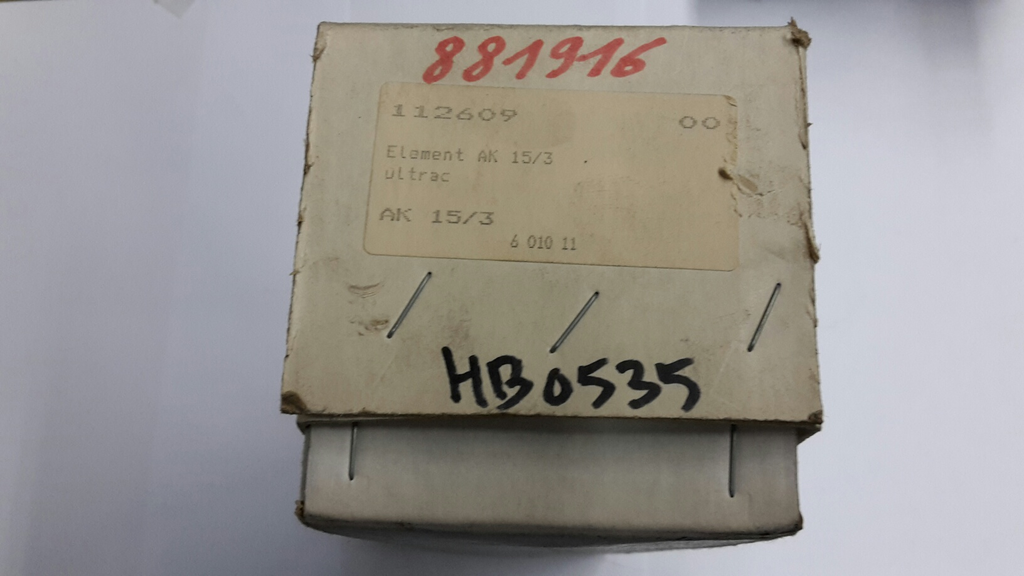 881916
112609 00
Element AK 15/3
ultrac
AK 15/3
6 010 11
HB0535